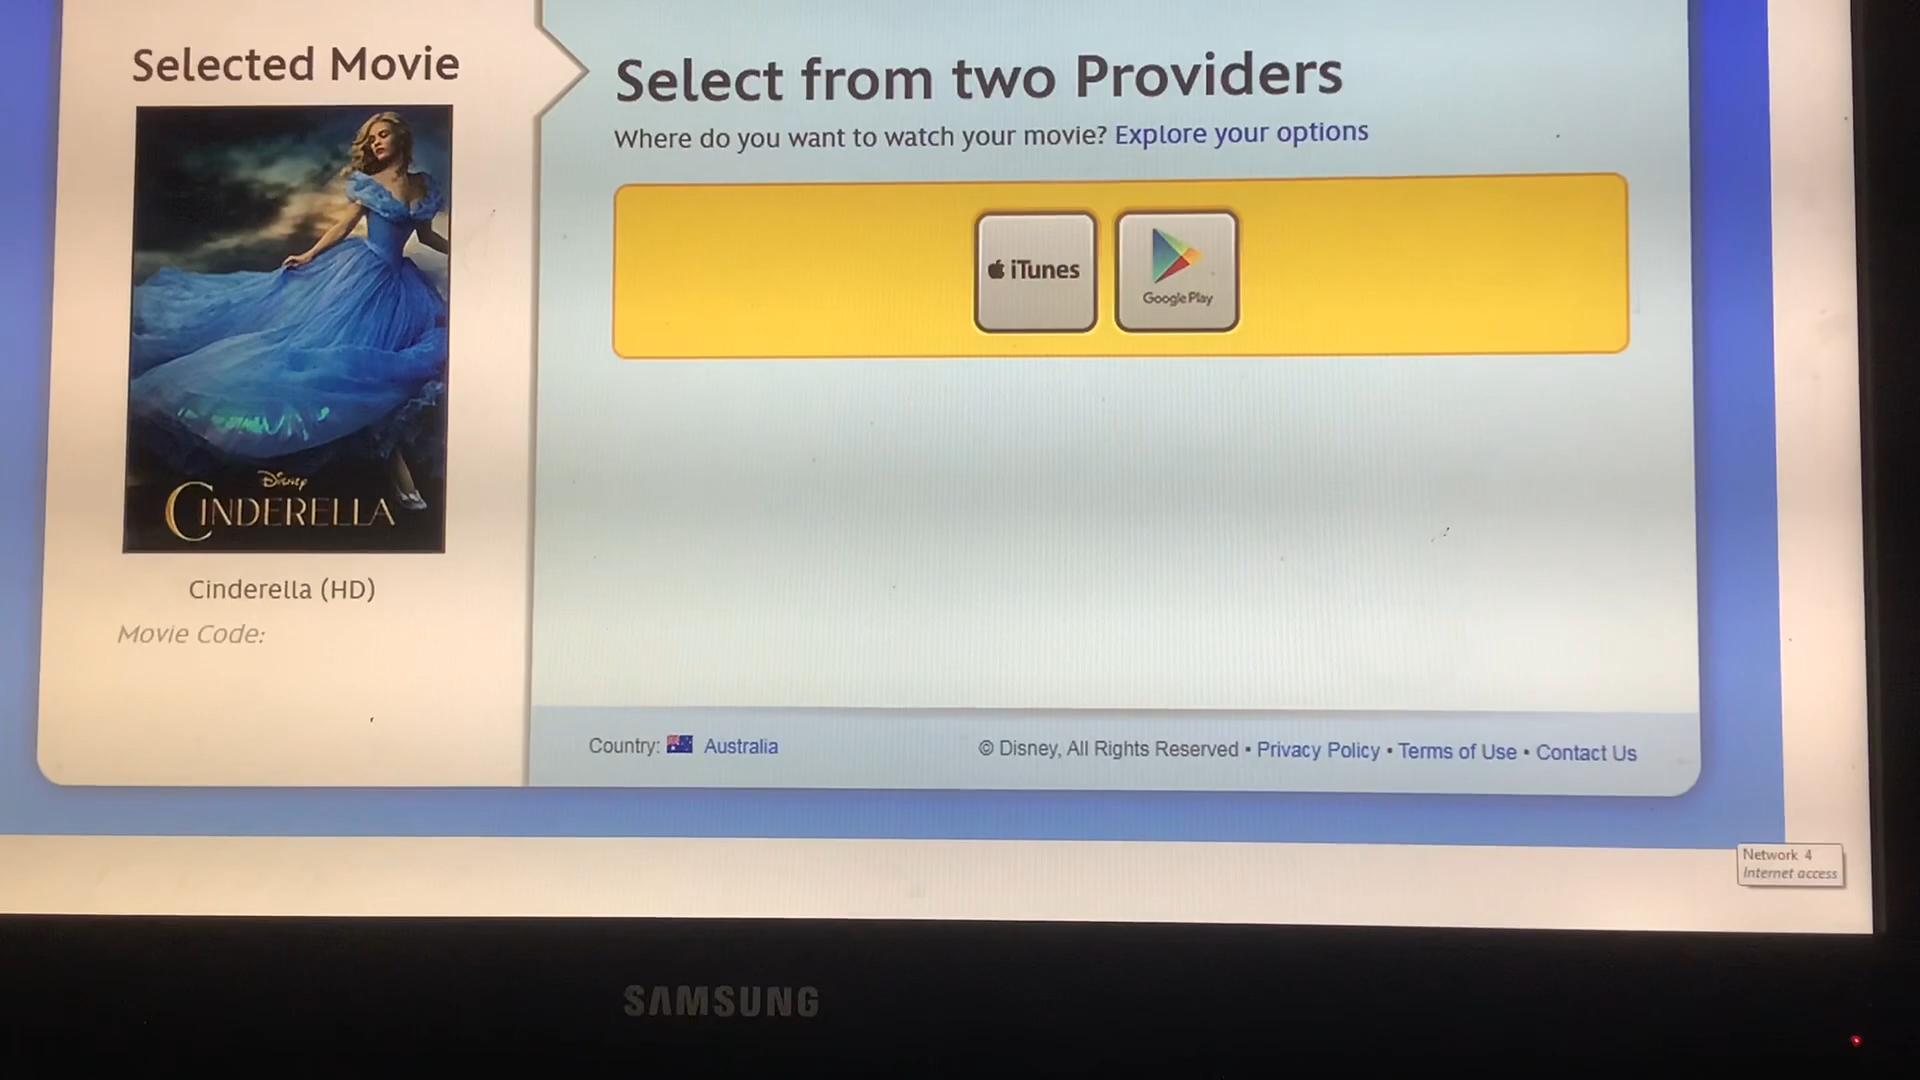 Selected Movie
Disney
CINDERELLA
Cinderella (HD)
Movie Code:
Select from two Providers
Where do you want to watch your movie? Explore your options
iTunes
Google Play
Country: Australia
© Disney, All Rights Reserved • Privacy Policy • Terms of Use • Contact Us
Network 4
Internet access
SAMSUNG